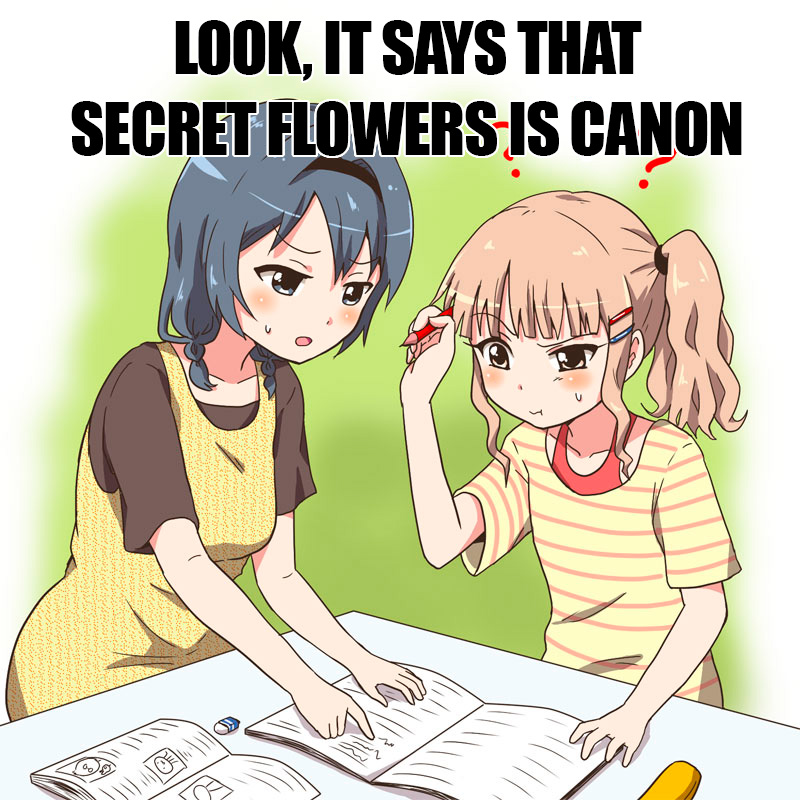 LOOK, IT SAYS THAT
SECRET FLOWERS IS CANON
? ?